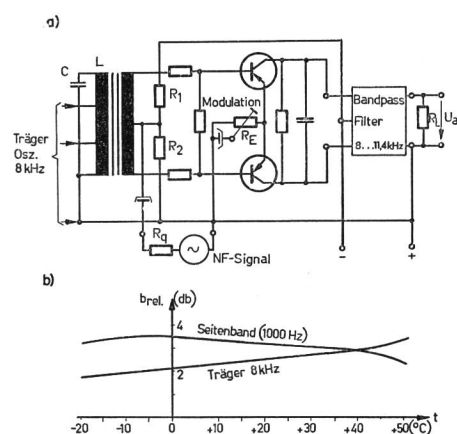 a)
C
L
R1
R2
Träger
Osz.
8kHz
Modulation
RE
Rq
NF-Signal
Bandpass
Filter
8...11,4kHz
RL
Ua
–
+
b)
brel. (db)
4
Seitenband (1000 Hz)
2
Träger 8kHz
-20 -10 0 +10 +20 +30 +40 +50(°C) t